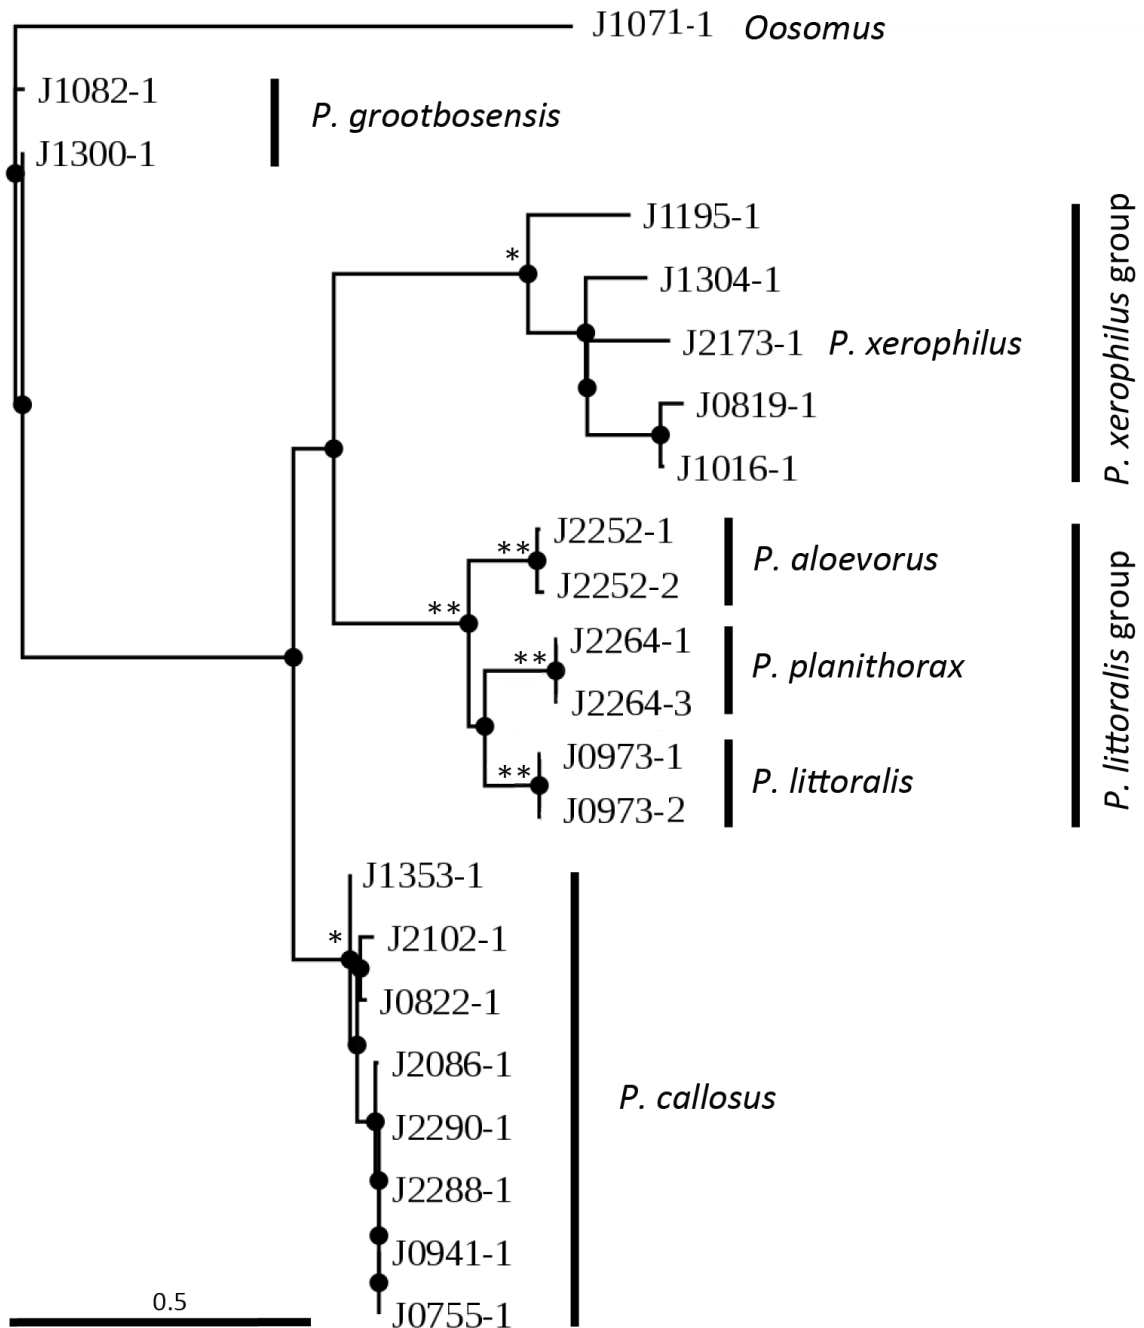 J1071-1 Oosomus
J1082-1
P. grootbosensis
J1300-1
J1195-1
*
J1304-1
J2173-1 P. xerophilus
J0819-1
J1016-1
P. xerophilus group
J2252-1
**
P. aloevorus
J2252-2
**
J2264-1
**
P. planithorax
J2264-3
J0973-1
**
P. littoralis
J0973-2
P. littoralis group
J1353-1
*
J2102-1
J0822-1
J2086-1
P. callosus
J2290-1
J2288-1
J0941-1
J0755-1
0.5